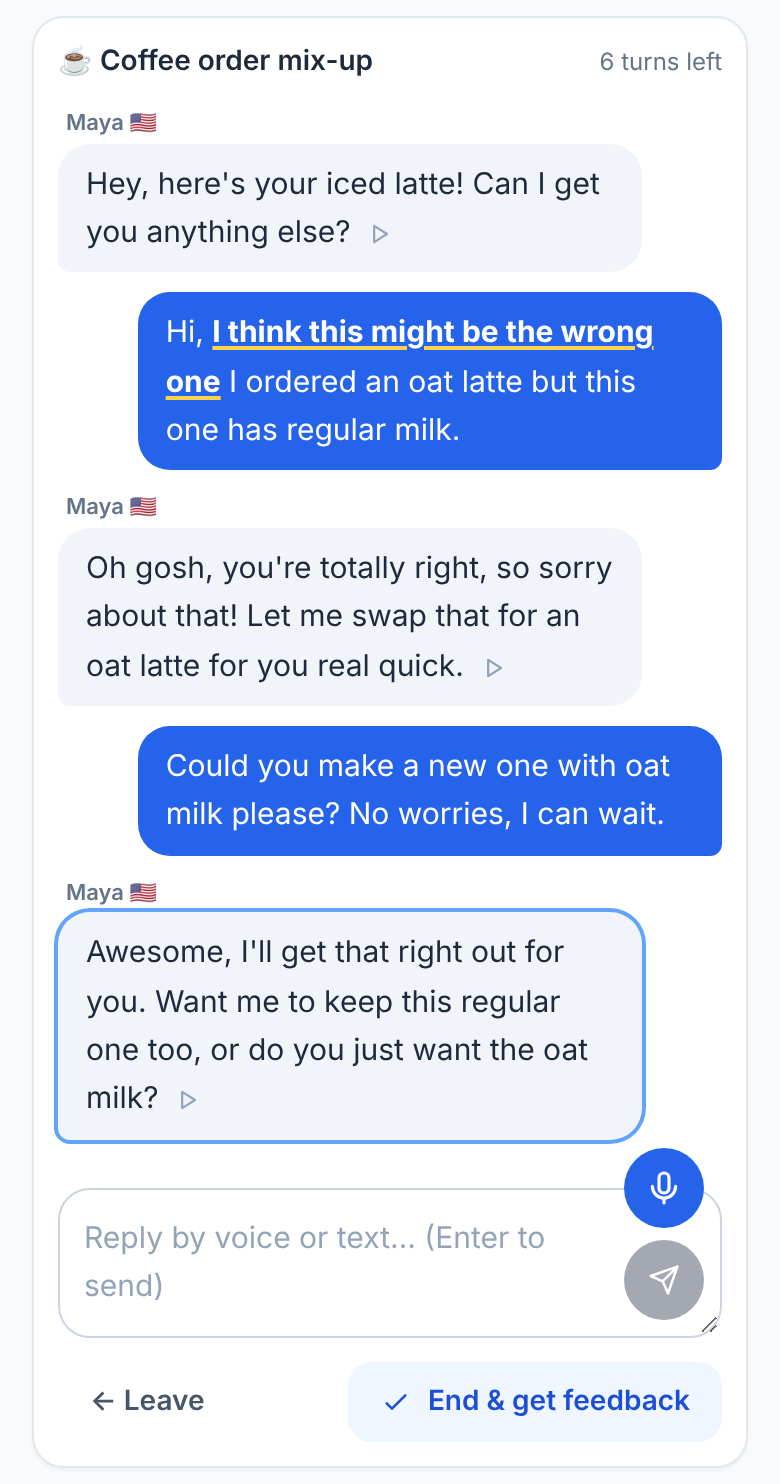 ☕ Coffee order mix-up
6 turns left
Maya 🇺🇸
Hey, here's your iced latte! Can I get
you anything else?
Hi, I think this might be the wrong
one I ordered an oat latte but this
one has regular milk.
Maya 🇺🇸
Oh gosh, you're totally right, so sorry
about that! Let me swap that for an
oat latte for you real quick.
Could you make a new one with oat
milk please? No worries, I can wait.
Maya 🇺🇸
Awesome, I'll get that right out for
you. Want me to keep this regular
one too, or do you just want the oat
milk?
Reply by voice or text... (Enter to
send)
← Leave
✓ End & get feedback